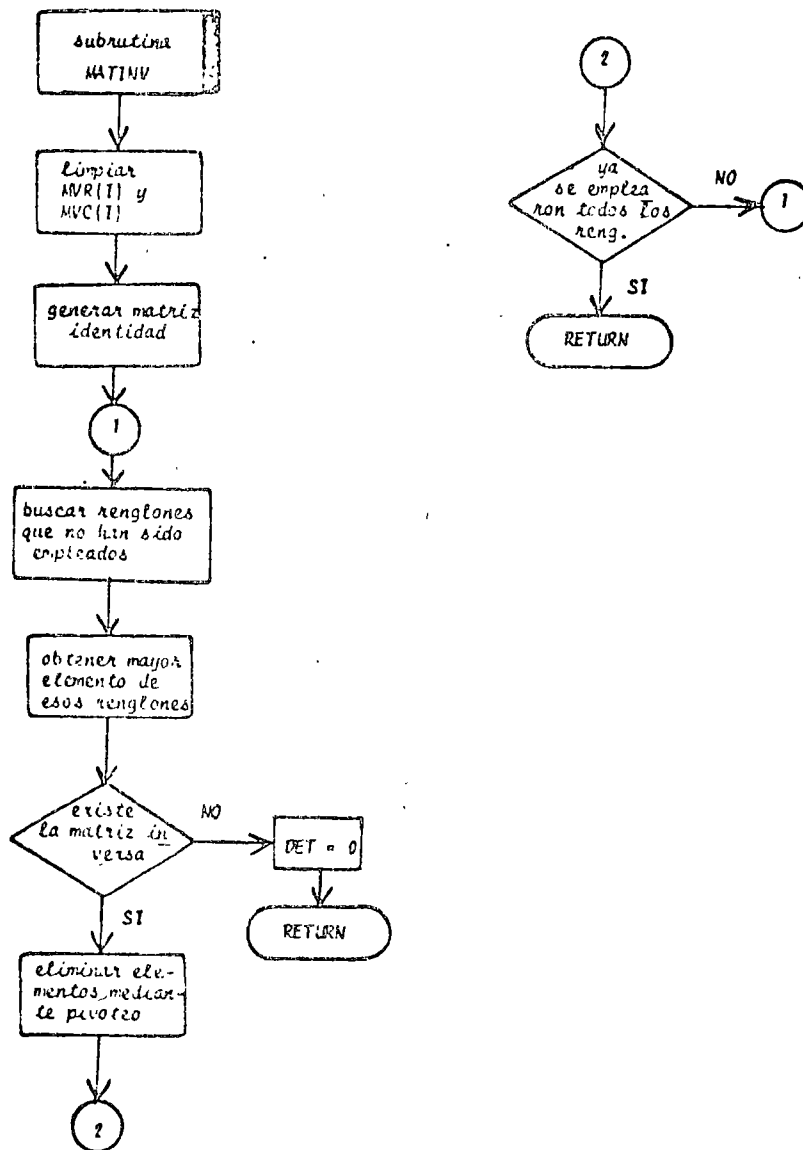 subrutina
MATINV
limpiar
MVR(I) y
MVC(I)
generar matriz
identidad
1
buscar renglones
que no han sido
empleados
obtener mayor
elemento de
esos renglones
existe
la matriz in
versa
NO
DET = 0
RETURN
SI
eliminar ele-
mentos median-
te pivoteo
2
2
ya
se emplea
ron todos los
reng.
NO
1
SI
RETURN